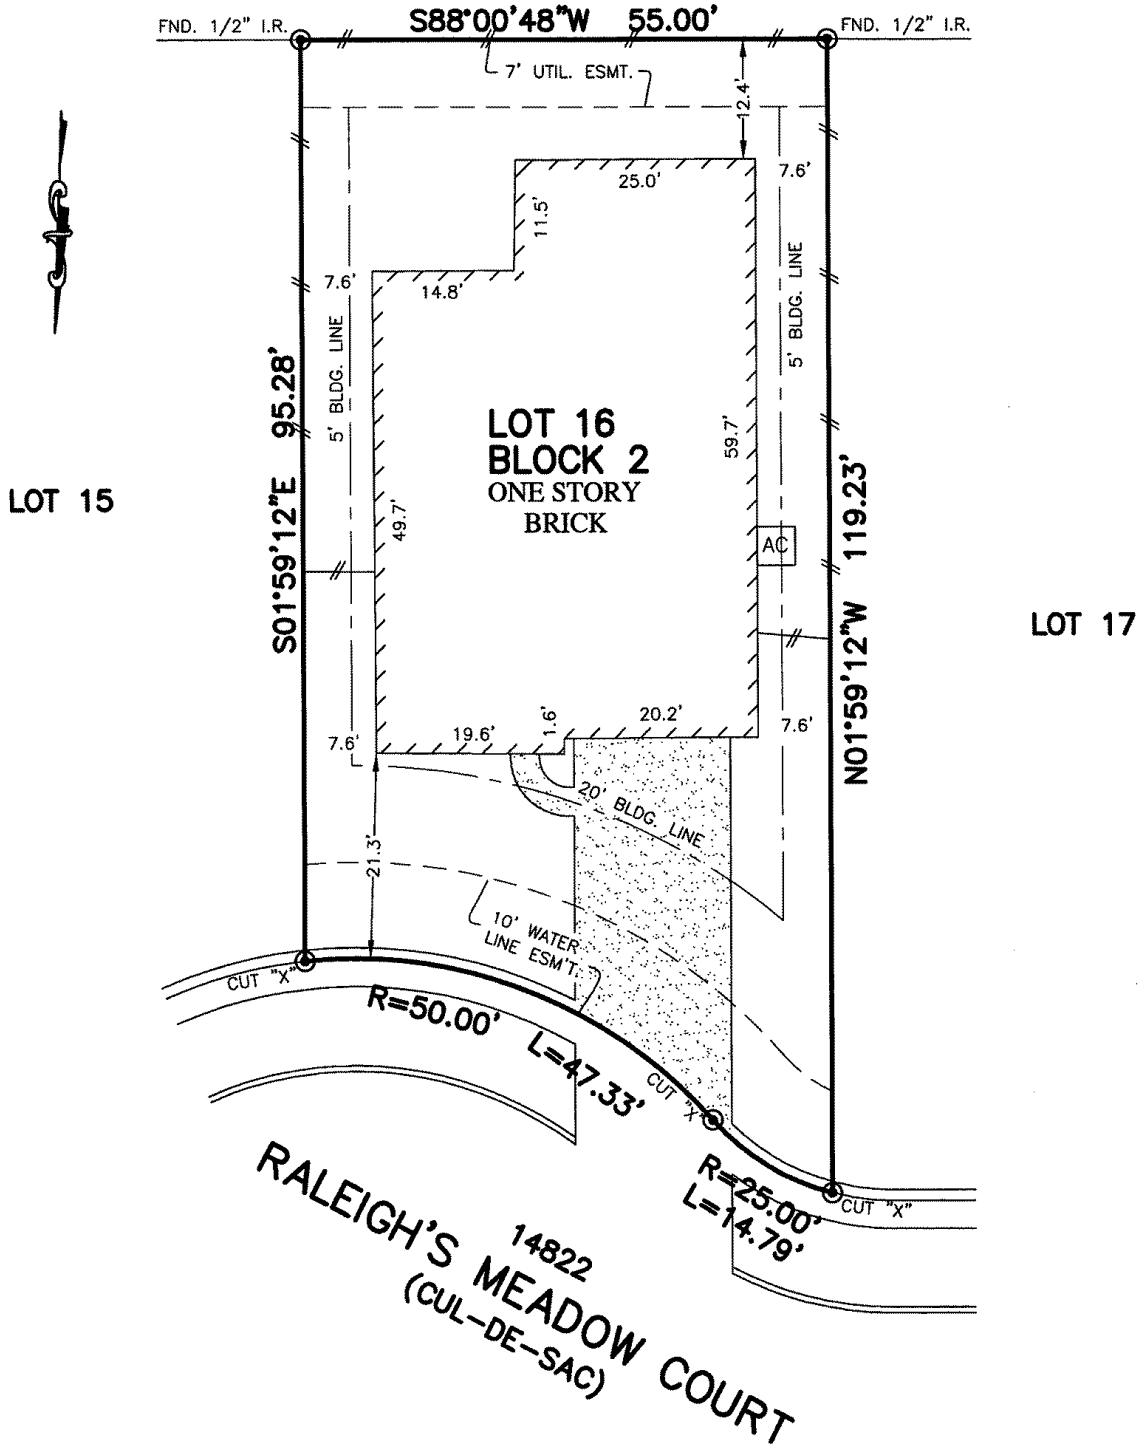 S88°00'48"W 55.00'
FND. 1/2" I.R.
FND. 1/2" I.R.
7' UTIL. ESMT.
12.4'
7.6'
25.0'
11.5'
7.6'
14.8'
5' BLDG. LINE
5' BLDG. LINE
S01°59'12"E 95.28'
LOT 16
BLOCK 2
ONE STORY
BRICK
59.7'
49.7'
LOT 15
AC
N01°59'12"W 119.23'
LOT 17
7.6'
19.6'
1.6'
20.2'
7.6'
20' BLDG. LINE
21.3'
10' WATER
LINE ESM'T.
CUT "X"
R=50.00'
L=47.33'
CUT "X"
R=25.00'
L=14.79'
CUT "X"
14822
RALEIGH'S MEADOW COURT
(CUL-DE-SAC)